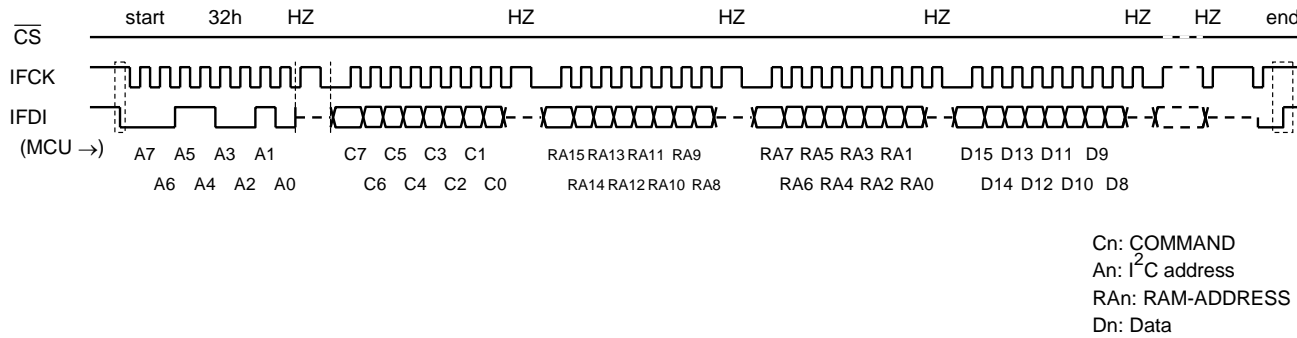 start 32h HZ HZ HZ HZ HZ HZ end
CS
IFCK
IFDI
(MCU →)
A7 A5 A3 A1 C7 C5 C3 C1 RA15 RA13 RA11 RA9 RA7 RA5 RA3 RA1 D15 D13 D11 D9
A6 A4 A2 A0 C6 C4 C2 C0 RA14 RA12 RA10 RA8 RA6 RA4 RA2 RA0 D14 D12 D10 D8
Cn: COMMAND
An: I²C address
RAn: RAM-ADDRESS
Dn: Data